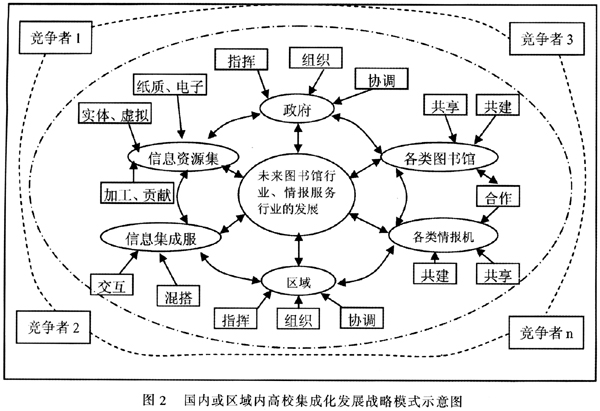 竞争者1
竞争者3
指挥
组织
协调
纸质、电子
政府
共享
共建
实体、虚拟
信息资源集
各类图书馆
未来图书馆行
业、情报服务
行业的发展
加工、贡献
合作
信息集成服
各类情报机
交互
混搭
区域
共建
共享
指挥
组织
协调
竞争者2
竞争者n
图2 国内或区域内高校集成化发展战略模式示意图